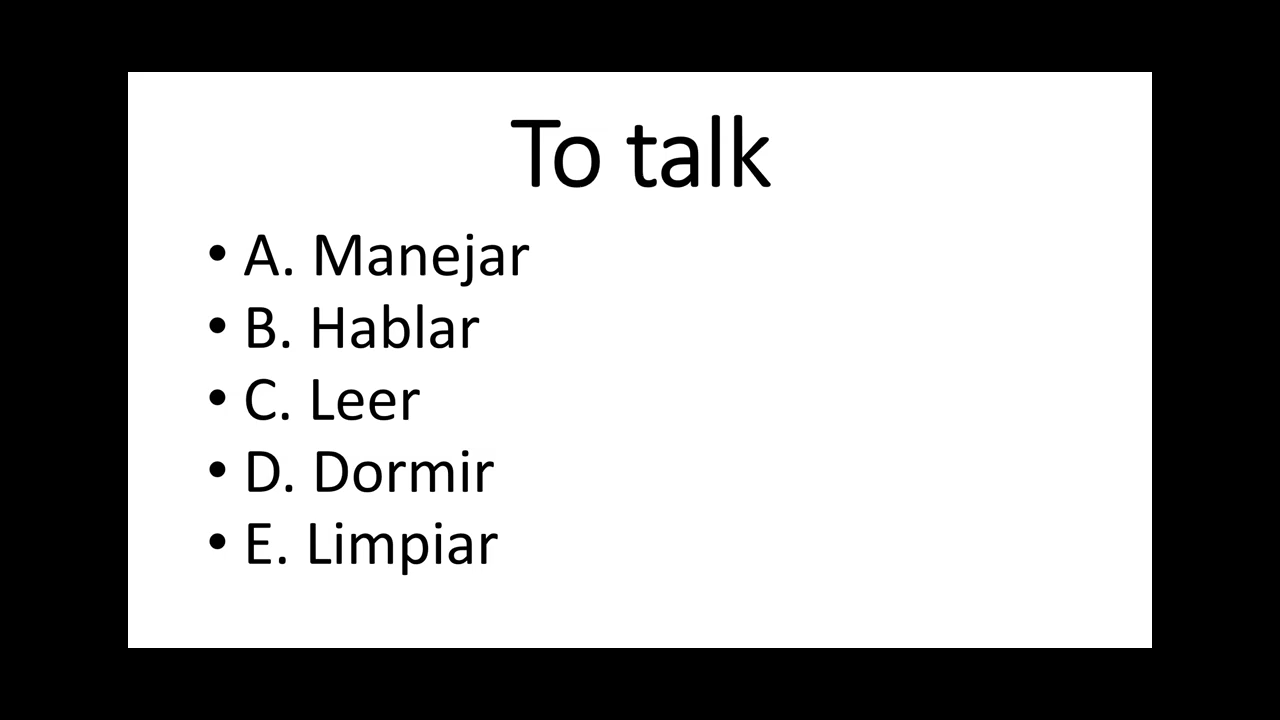 To talk
• A. Manejar
• B. Hablar
• C. Leer
• D. Dormir
• E. Limpiar